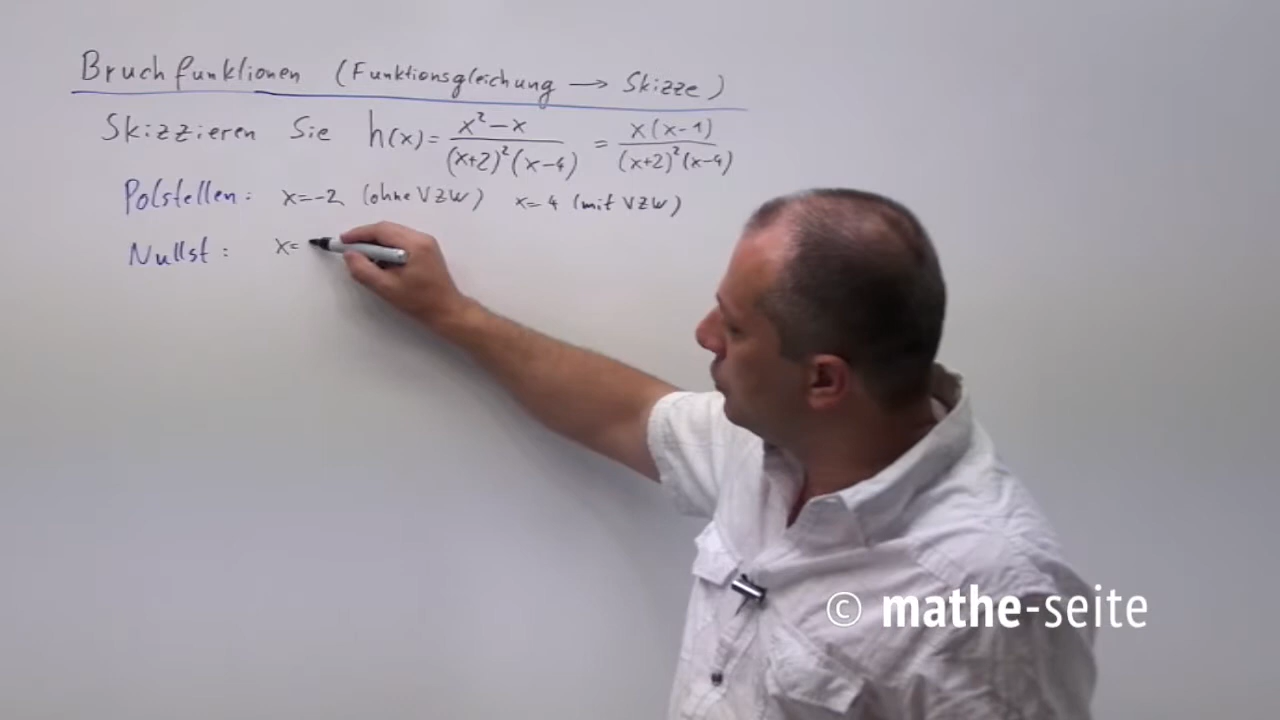 Bruchfunktionen (Funktionsgleichung → Skizze)
Skizzieren Sie h(x) = x² - x / (x+2)² (x-4) = x(x-1) / (x+2)² (x-4)
Polstellen: x=-2 (ohne VZW) x=4 (mit VZW)
Nullst: x=
© mathe-seite